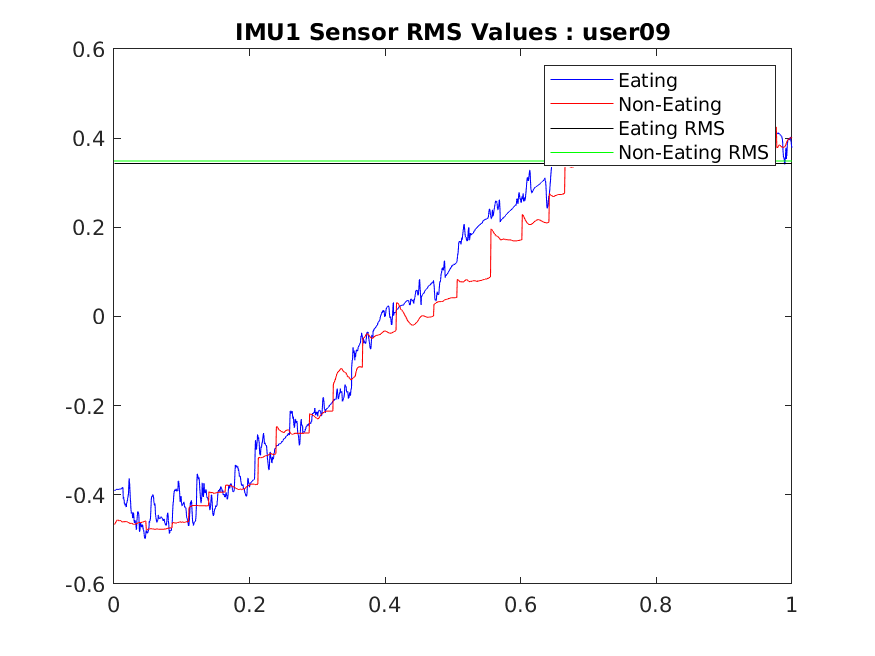 IMU1 Sensor RMS Values : user09
0.6
0.4
0.2
0
-0.2
-0.4
-0.6
Eating
Non-Eating
Eating RMS
Non-Eating RMS
0 0.2 0.4 0.6 0.8 1